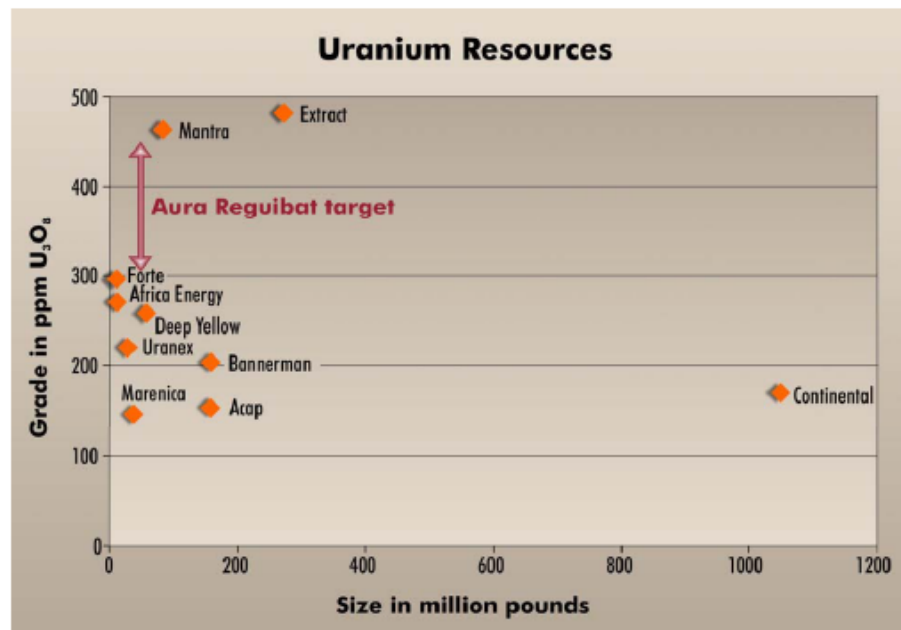 Uranium Resources
Grade in ppm U₃O₈
500
400
300
200
100
0
Extract
Mantra
Aura Reguibat target
Forte
Africa Energy
Deep Yellow
Uranex
Bannerman
Marenica
Acap
Continental
0 200 400 600 800 1000 1200
Size in million pounds